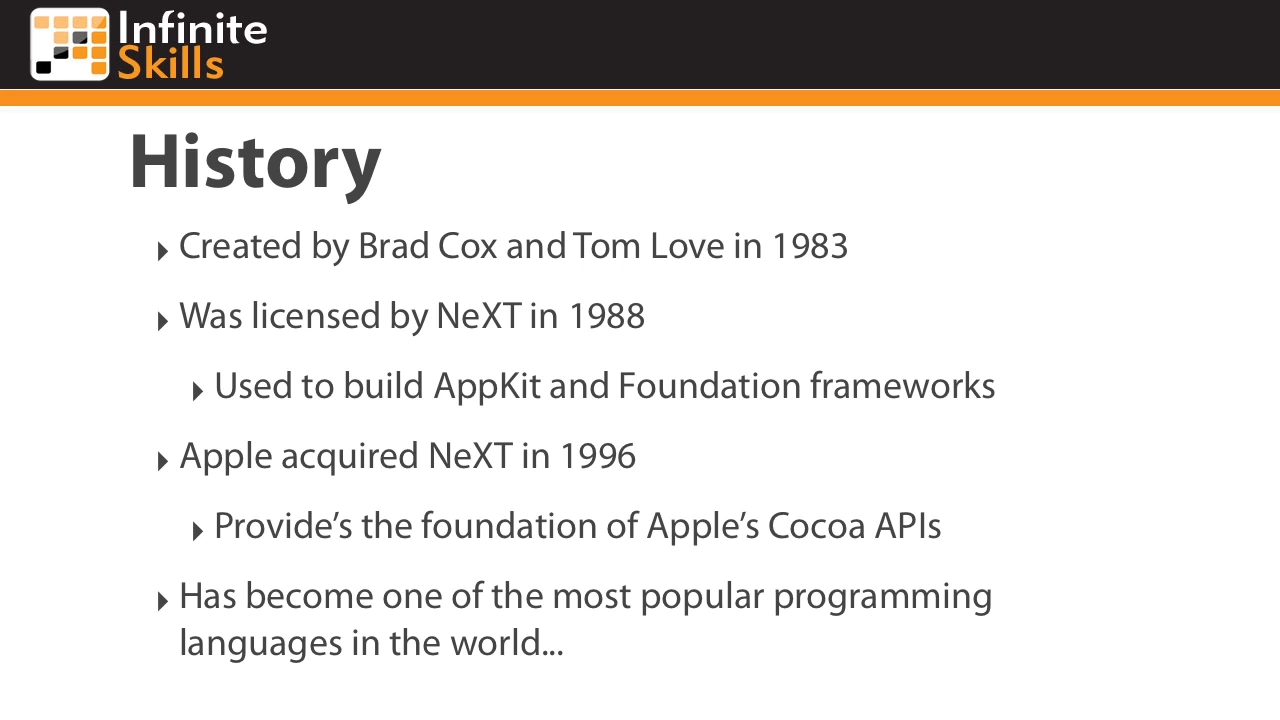 Infinite
Skills
History
Created by Brad Cox and Tom Love in 1983
Was licensed by NeXT in 1988
Used to build AppKit and Foundation frameworks
Apple acquired NeXT in 1996
Provide’s the foundation of Apple’s Cocoa APIs
Has become one of the most popular programming
languages in the world...